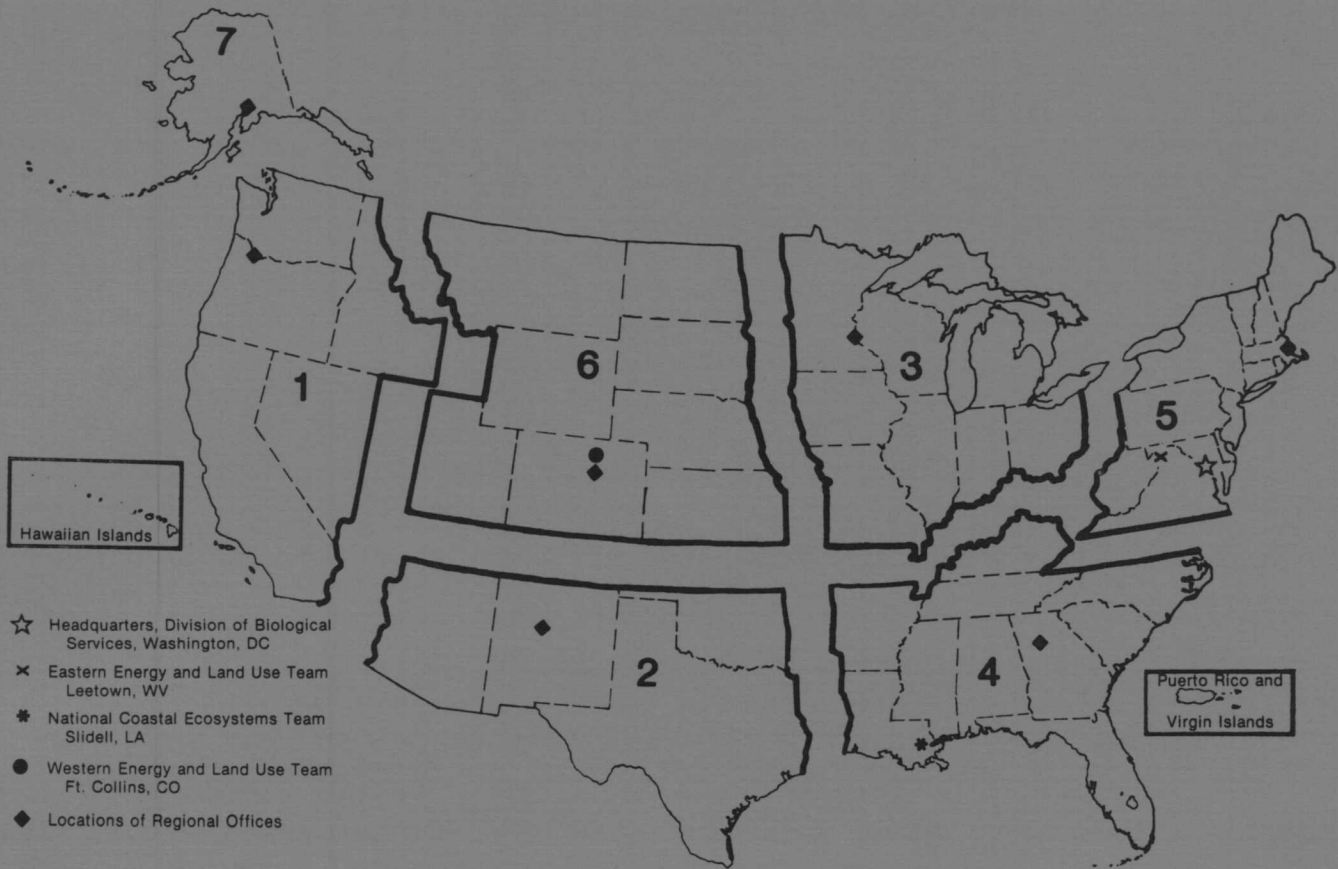 7
6
3
1
5
Hawaiian Islands
Headquarters, Division of Biological
Services, Washington, DC
Eastern Energy and Land Use Team
Leetown, WV
National Coastal Ecosystems Team
Slidell, LA
Western Energy and Land Use Team
Ft. Collins, CO
Locations of Regional Offices
2
4
Puerto Rico and
Virgin Islands